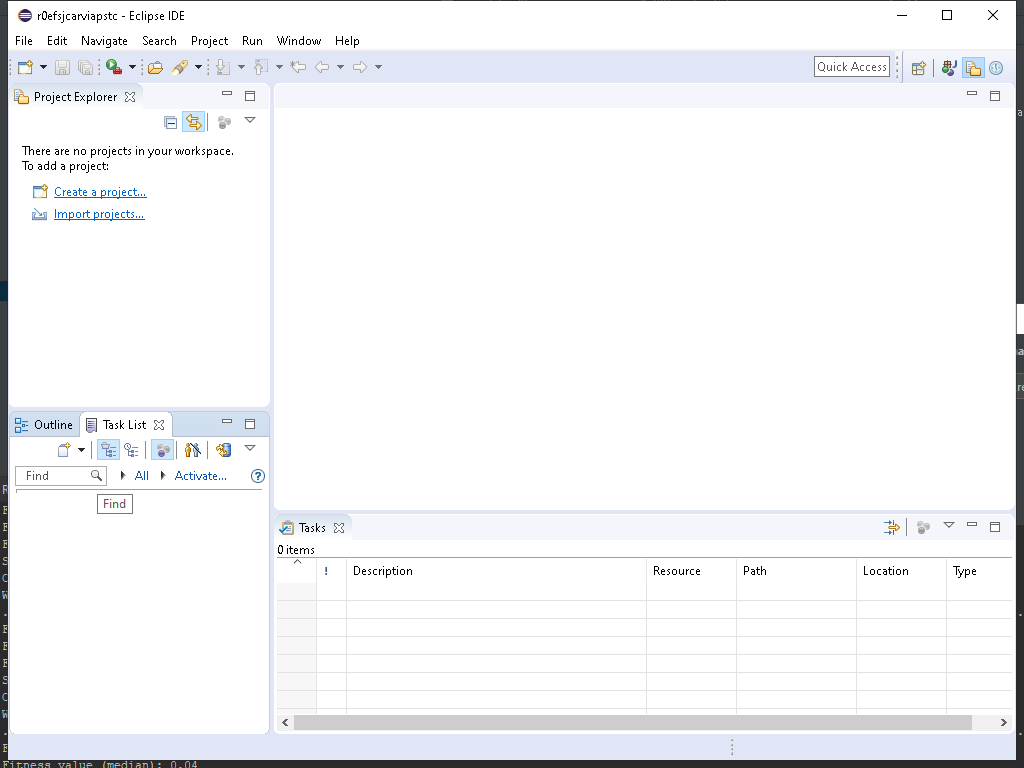 r0efsjcarviapstc - Eclipse IDE
File Edit Navigate Search Project Run Window Help
Quick Access
Project Explorer
There are no projects in your workspace.
To add a project:
Create a project...
Import projects...
Outline Task List
Find All Activate...
Find
Tasks
0 items
! Description Resource Path Location Type
Fitness value (median): 0.04